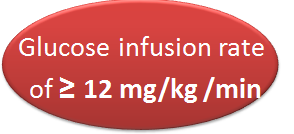 Glucose infusion rate
of ≥ 12 mg/kg /min